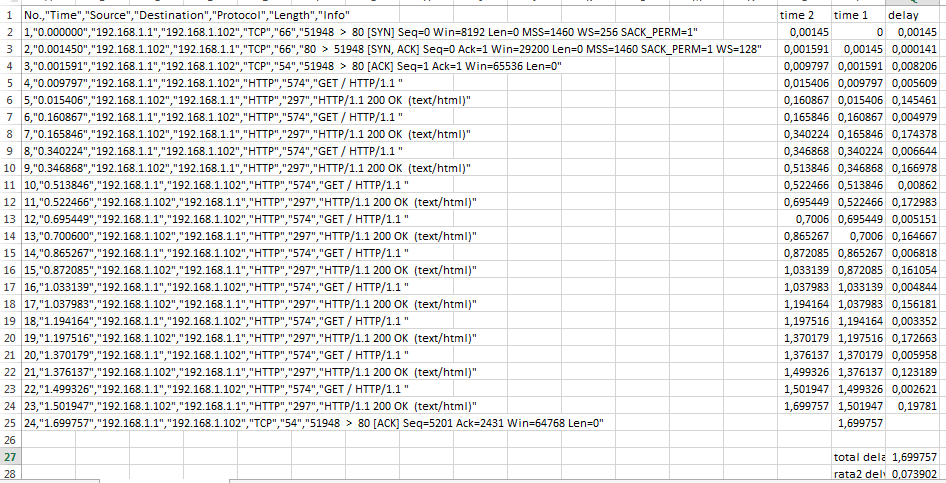 1 No.,"Time","Source","Destination","Protocol","Length","Info" time 2 time 1 delay
2 1,"0.000000","192.168.1.1","192.168.1.102","TCP","66","51948 > 80 [SYN] Seq=0 Win=8192 Len=0 MSS=1460 WS=256 SACK_PERM=1" 0,00145 0 0,00145
3 2,"0.001450","192.168.1.102","192.168.1.1","TCP","66","80 > 51948 [SYN, ACK] Seq=0 Ack=1 Win=29200 Len=0 MSS=1460 SACK_PERM=1 WS=128" 0,001591 0,00145 0,000141
4 3,"0.001591","192.168.1.1","192.168.1.102","TCP","54","51948 > 80 [ACK] Seq=1 Ack=1 Win=65536 Len=0" 0,009797 0,001591 0,008206
5 4,"0.009797","192.168.1.1","192.168.1.102","HTTP","574","GET / HTTP/1.1 " 0,015406 0,009797 0,005609
6 5,"0.015406","192.168.1.102","192.168.1.1","HTTP","297","HTTP/1.1 200 OK (text/html)" 0,160867 0,015406 0,145461
7 6,"0.160867","192.168.1.1","192.168.1.102","HTTP","574","GET / HTTP/1.1 " 0,165846 0,160867 0,004979
8 7,"0.165846","192.168.1.102","192.168.1.1","HTTP","297","HTTP/1.1 200 OK (text/html)" 0,340224 0,165846 0,174378
9 8,"0.340224","192.168.1.1","192.168.1.102","HTTP","574","GET / HTTP/1.1 " 0,346868 0,340224 0,006644
10 9,"0.346868","192.168.1.102","192.168.1.1","HTTP","297","HTTP/1.1 200 OK (text/html)" 0,513846 0,346868 0,166978
11 10,"0.513846","192.168.1.1","192.168.1.102","HTTP","574","GET / HTTP/1.1 " 0,522466 0,513846 0,00862
12 11,"0.522466","192.168.1.102","192.168.1.1","HTTP","297","HTTP/1.1 200 OK (text/html)" 0,695449 0,522466 0,172983
13 12,"0.695449","192.168.1.1","192.168.1.102","HTTP","574","GET / HTTP/1.1 " 0,7006 0,695449 0,005151
14 13,"0.700600","192.168.1.102","192.168.1.1","HTTP","297","HTTP/1.1 200 OK (text/html)" 0,865267 0,7006 0,164667
15 14,"0.865267","192.168.1.1","192.168.1.102","HTTP","574","GET / HTTP/1.1 " 0,872085 0,865267 0,006818
16 15,"0.872085","192.168.1.102","192.168.1.1","HTTP","297","HTTP/1.1 200 OK (text/html)" 1,033139 0,872085 0,161054
17 16,"1.033139","192.168.1.1","192.168.1.102","HTTP","574","GET / HTTP/1.1 " 1,037983 1,033139 0,004844
18 17,"1.037983","192.168.1.102","192.168.1.1","HTTP","297","HTTP/1.1 200 OK (text/html)" 1,194164 1,037983 0,156181
19 18,"1.194164","192.168.1.1","192.168.1.102","HTTP","574","GET / HTTP/1.1 " 1,197516 1,194164 0,003352
20 19,"1.197516","192.168.1.102","192.168.1.1","HTTP","297","HTTP/1.1 200 OK (text/html)" 1,370179 1,197516 0,172663
21 20,"1.370179","192.168.1.1","192.168.1.102","HTTP","574","GET / HTTP/1.1 " 1,376137 1,370179 0,005958
22 21,"1.376137","192.168.1.102","192.168.1.1","HTTP","297","HTTP/1.1 200 OK (text/html)" 1,499326 1,376137 0,123189
23 22,"1.499326","192.168.1.1","192.168.1.102","HTTP","574","GET / HTTP/1.1 " 1,501947 1,499326 0,002621
24 23,"1.501947","192.168.1.102","192.168.1.1","HTTP","297","HTTP/1.1 200 OK (text/html)" 1,699757 1,501947 0,19781
25 24,"1.699757","192.168.1.1","192.168.1.102","TCP","54","51948 > 80 [ACK] Seq=5201 Ack=2431 Win=64768 Len=0" 1,699757
26
27 total dela 1,699757
28 rata2 del 0,073902